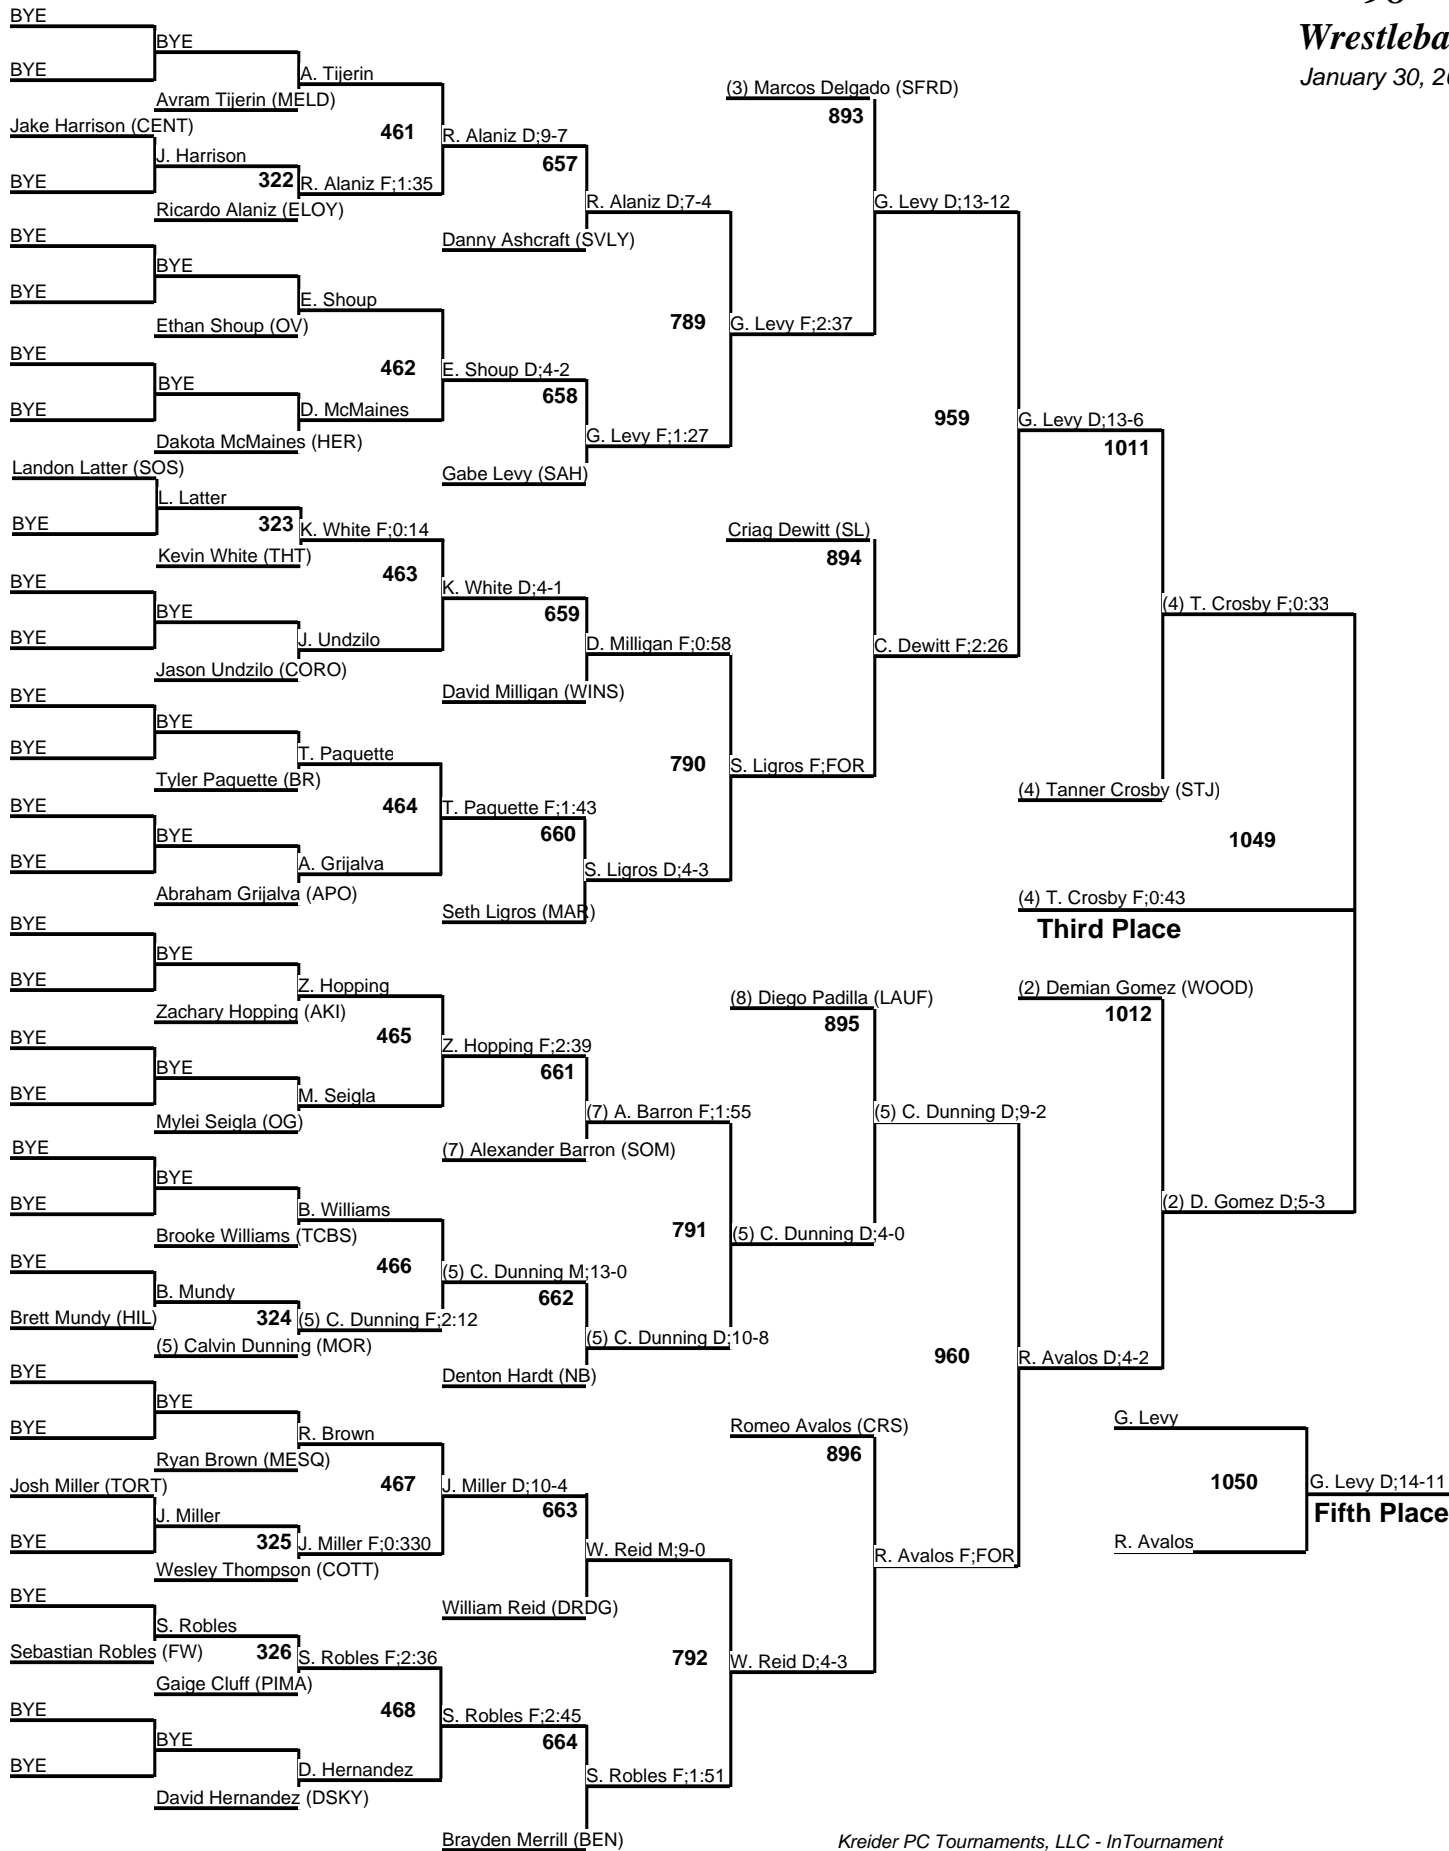 98
Wrestleba
January 30, 20
BYE
BYE
BYE
A. Tijerin
Avram Tijerin (MELD)
(3) Marcos Delgado (SFRD)
893
Jake Harrison (CENT)
461
R. Alaniz D;9-7
J. Harrison
657
BYE
322
R. Alaniz F;1:35
Ricardo Alaniz (ELOY)
R. Alaniz D;7-4
G. Levy D;13-12
BYE
Danny Ashcraft (SVLY)
BYE
BYE
E. Shoup
Ethan Shoup (OV)
789
G. Levy F;2:37
BYE
462
E. Shoup D;4-2
BYE
658
BYE
D. McMaines
959
G. Levy D;13-6
Dakota McMaines (HER)
G. Levy F;1:27
1011
Landon Latter (SOS)
Gabe Levy (SAH)
L. Latter
BYE
323
K. White F;0:14
Criag Dewitt (SL)
Kevin White (THT)
894
463
BYE
K. White D;4-1
BYE
659
(4) T. Crosby F;0:33
BYE
J. Undzilo
D. Milligan F;0:58
C. Dewitt F;2:26
Jason Undzilo (CORO)
BYE
David Milligan (WINS)
BYE
BYE
T. Paquette
790
S. Ligros F;FOR
Tyler Paquette (BR)
(4) Tanner Crosby (STJ)
BYE
464
T. Paquette F;1:43
BYE
660
1049
BYE
A. Grijalva
S. Ligros D;4-3
Abraham Grijalva (APO)
(4) T. Crosby F;0:43
Seth Ligros (MAR)
BYE
Third Place
BYE
BYE
Z. Hopping
(8) Diego Padilla (LAUF)
(2) Demian Gomez (WOOD)
Zachary Hopping (AKI)
895
1012
BYE
465
Z. Hopping F;2:39
BYE
661
BYE
M. Seigla
Mylei Seigla (OG)
(7) A. Barron F;1:55
(5) C. Dunning D;9-2
BYE
(7) Alexander Barron (SOM)
BYE
BYE
B. Williams
(2) D. Gomez D;5-3
Brooke Williams (TCBS)
791
(5) C. Dunning D;4-0
BYE
466
(5) C. Dunning M;13-0
B. Mundy
662
Brett Mundy (HIL)
324
(5) C. Dunning F;2:12
(5) Calvin Dunning (MOR)
(5) C. Dunning D;10-8
960
R. Avalos D;4-2
BYE
Denton Hardt (NB)
BYE
BYE
R. Brown
Romeo Avalos (CRS)
G. Levy
Ryan Brown (MESQ)
896
Josh Miller (TORT)
467
J. Miller D;10-4
1050
G. Levy D;14-11
J. Miller
663
Fifth Place
BYE
325
J. Miller F;0:330
W. Reid M;9-0
R. Avalos F;FOR
R. Avalos
Wesley Thompson (COTT)
BYE
William Reid (DRDG)
S. Robles
Sebastian Robles (FW)
326
S. Robles F;2:36
792
W. Reid D;4-3
Gaige Cluff (PIMA)
BYE
468
S. Robles F;2:45
BYE
664
BYE
D. Hernandez
S. Robles F;1:51
David Hernandez (DSKY)
Brayden Merrill (BEN)
Kreider PC Tournaments, LLC - InTournament